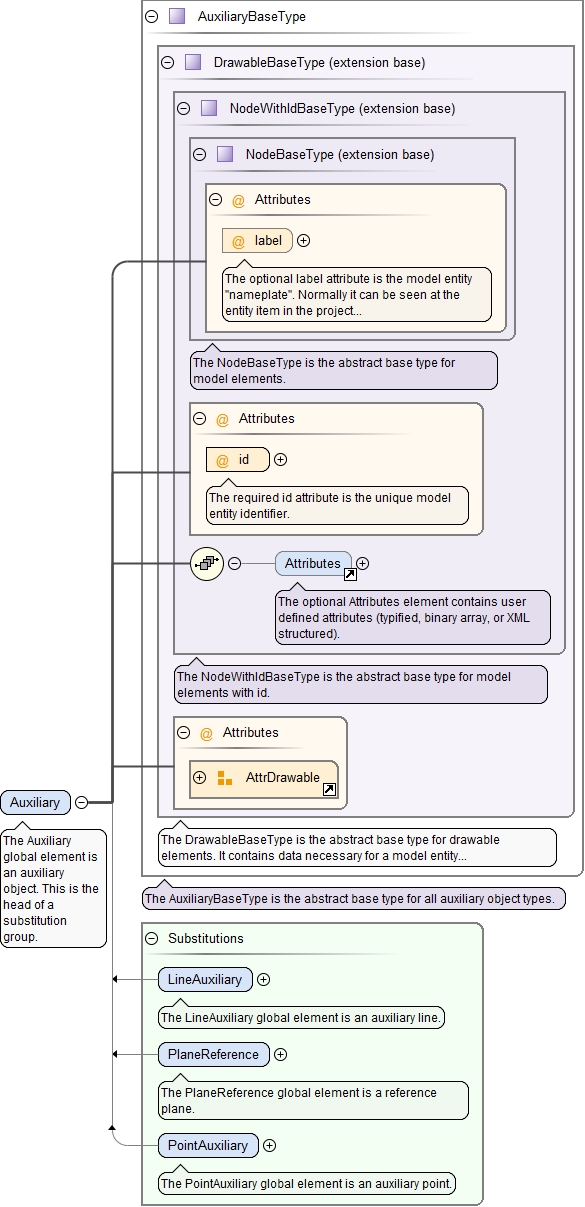 AuxiliaryBaseType
DrawableBaseType (extension base)
NodeWithIdBaseType (extension base)
NodeBaseType (extension base)
@ Attributes
@ label
The optional label attribute is the model entity
"nameplate". Normally it can be seen at the
entity item in the project...
The NodeBaseType is the abstract base type for
model elements.
@ Attributes
@ id
The required id attribute is the unique model
entity identifier.
Attributes
The optional Attributes element contains user
defined attributes (typified, binary array, or XML
structured).
The NodeWithIdBaseType is the abstract base type for model
elements with id.
@ Attributes
AttrDrawable
Auxiliary
The Auxiliary
global element is
an auxiliary
object. This is the
head of a
substitution
group.
The DrawableBaseType is the abstract base type for drawable
elements. It contains data necessary for a model entity...
The AuxiliaryBaseType is the abstract base type for all auxiliary object types.
Substitutions
LineAuxiliary
The LineAuxiliary global element is an auxiliary line.
PlaneReference
The PlaneReference global element is a reference
plane.
PointAuxiliary
The PointAuxiliary global element is an auxiliary point.